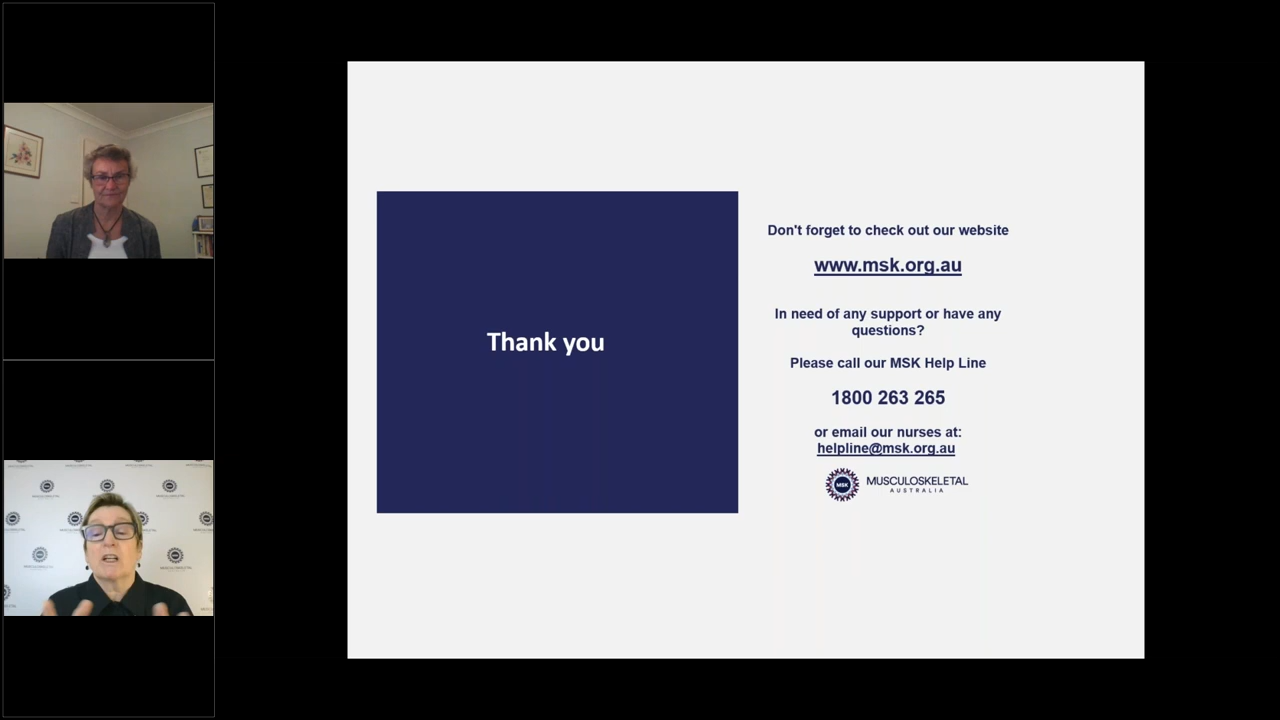 Thank you
Don't forget to check out our website
www.msk.org.au
In need of any support or have any
questions?
Please call our MSK Help Line
1800 263 265
or email our nurses at:
helpline@msk.org.au
MSK
MUSCULOSKELETAL
AUSTRALIA